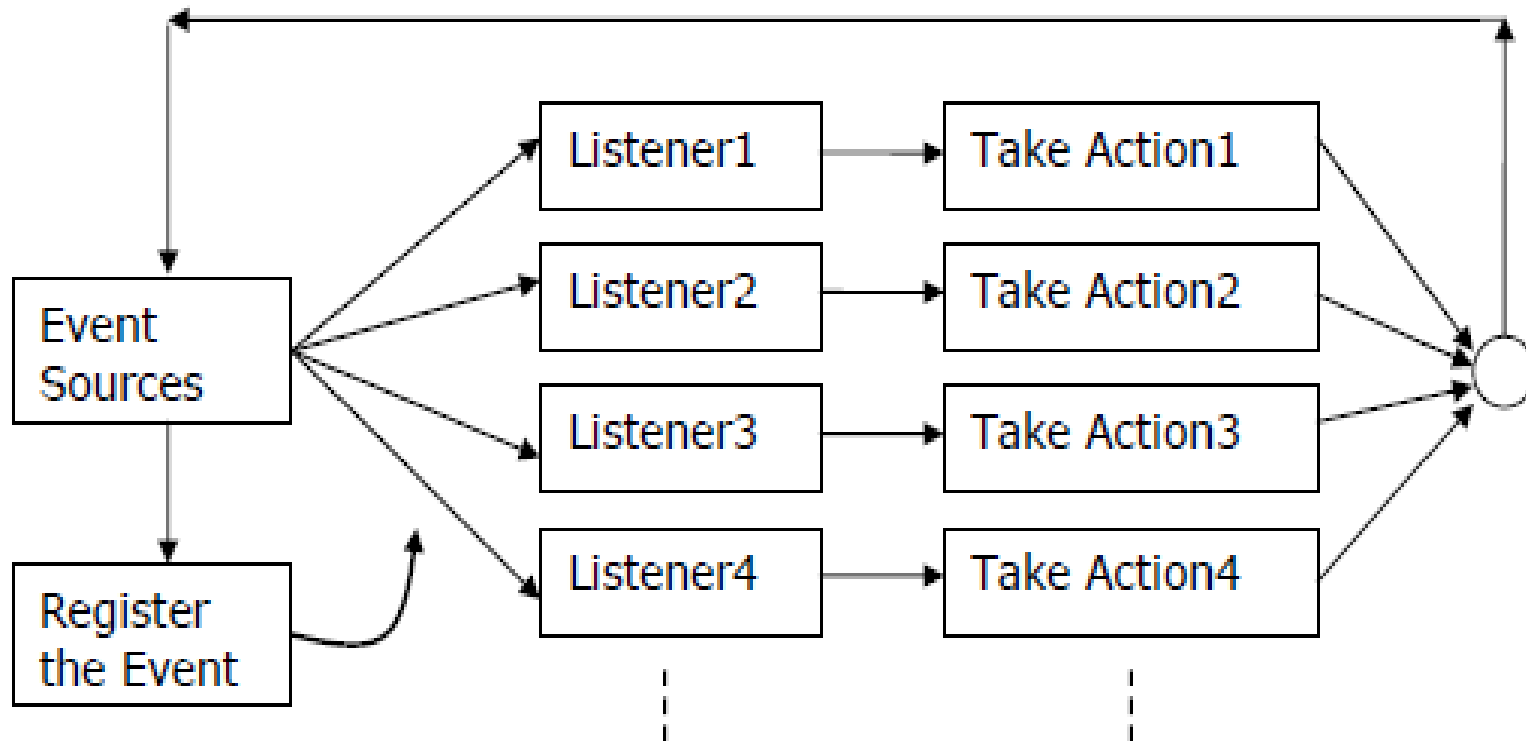 Listener1
Take Action1
Listener2
Take Action2
Event
Sources
Listener3
Take Action3
Listener4
Take Action4
Register
the Event